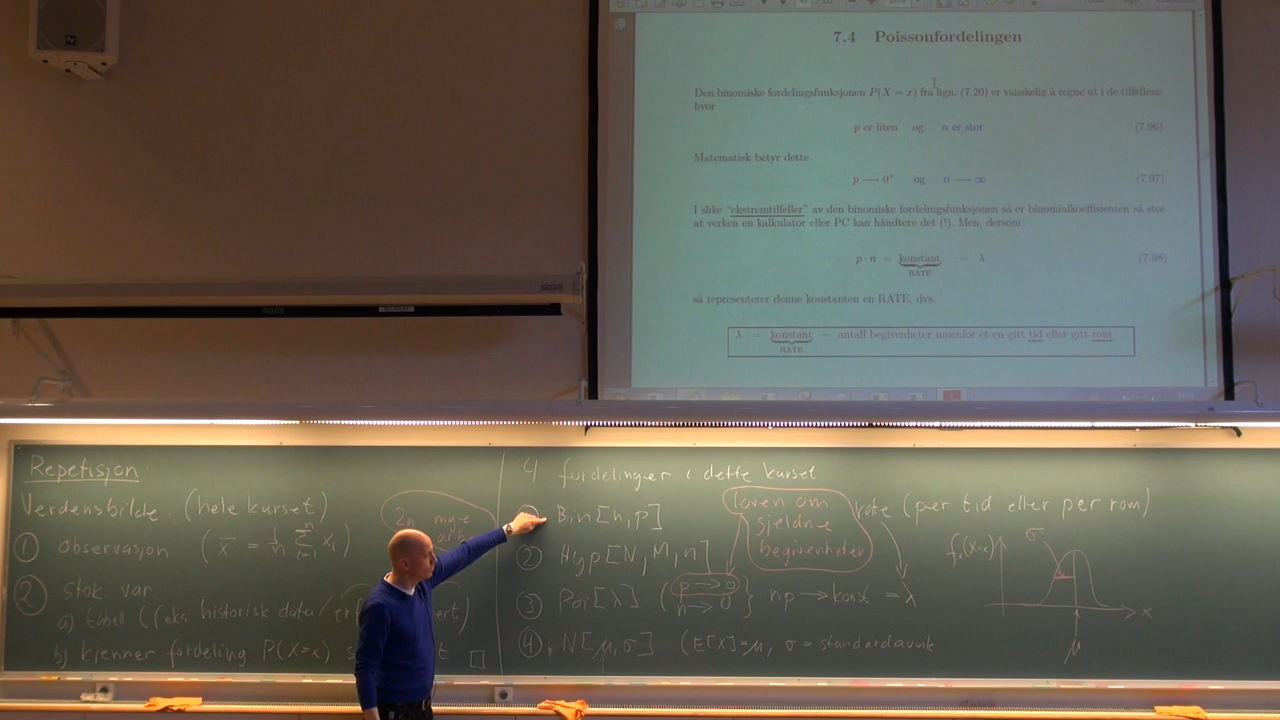 7.4 Poissonfordelingen
Den binomiske fordelingsfunksjonen P(X = x) fra lign. (7.20) er vanskelig å regne ut i de tilfellene
hvor
p er liten og n er stor (7.96)
Matematisk betyr dette
p ⟶ 0⁺ og n ⟶ ∞ (7.97)
I slike "ekstremtilfeller" av den binomiske fordelingsfunksjonen så er binomialkoeffisienten så stor
at verken en kalkulator eller PC kan håndtere det (!). Men, dersom
p · n = konstant = λ (7.98)
RATE
så representerer denne konstanten en RATE, dvs.
λ = konstant = antall begivenheter innenfor et en gitt tid eller gitt rom
RATE
Repetisjon
Verdensbilde (hele kurset)
① observasjon (x̄ = 1/n Σ xᵢ)
② stok var
a) tabell (f.eks historisk data/
b) kjenner fordeling P(X=x)
2a mye
4 fordelinger i dette kurset
Bin[n,p]
② Hyp[N,M,n]
③ Poi[λ] (p → 0
n → 0 } np → konst = λ
④ N[μ,σ] (E[X]=μ, σ = standardavvik
loven om
sjeldne
begivenheter
rate (per tid eller per rom)
σ
x
μ